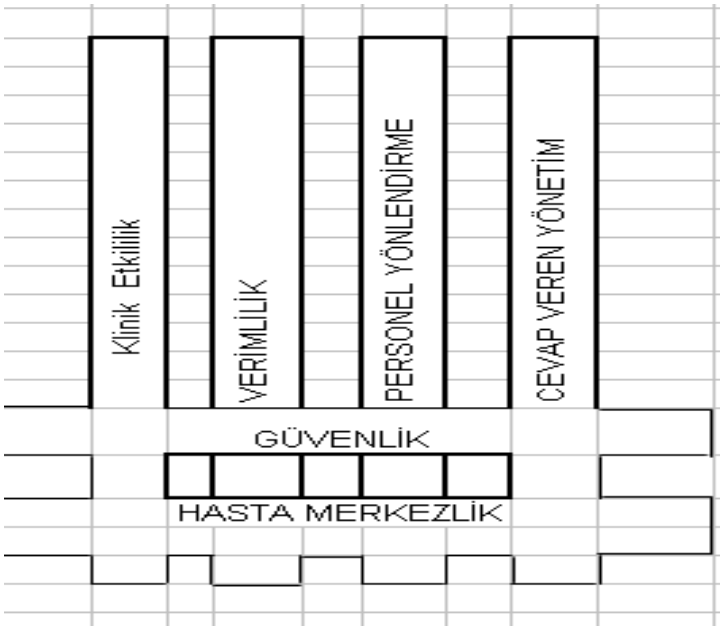 Klinik Etkililik
VERİMLİLİK
PERSONEL YÖNLENDİRME
CEVAP VEREN YÖNETİM
GÜVENLİK
HASTA MERKEZLİK